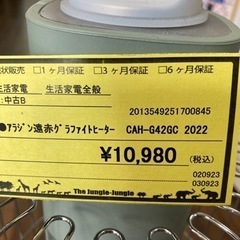 現状販売 □1ヶ月保証 □3ヶ月保証 □6ヶ月保証
生活家電 生活家電全般
:中古B
2013549251700845
●アラジン遠赤グラファイトヒーター CAH-G42GC 2022
¥10,980 (税込)
020923
030923
The Jungle-Jungle